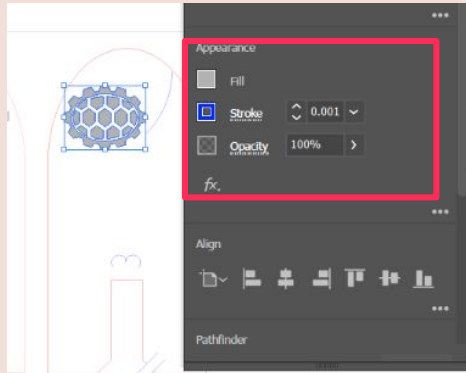 Appearance
Fill
Stroke 0.001
Opacity 100%
fx.
Align
Pathfinder